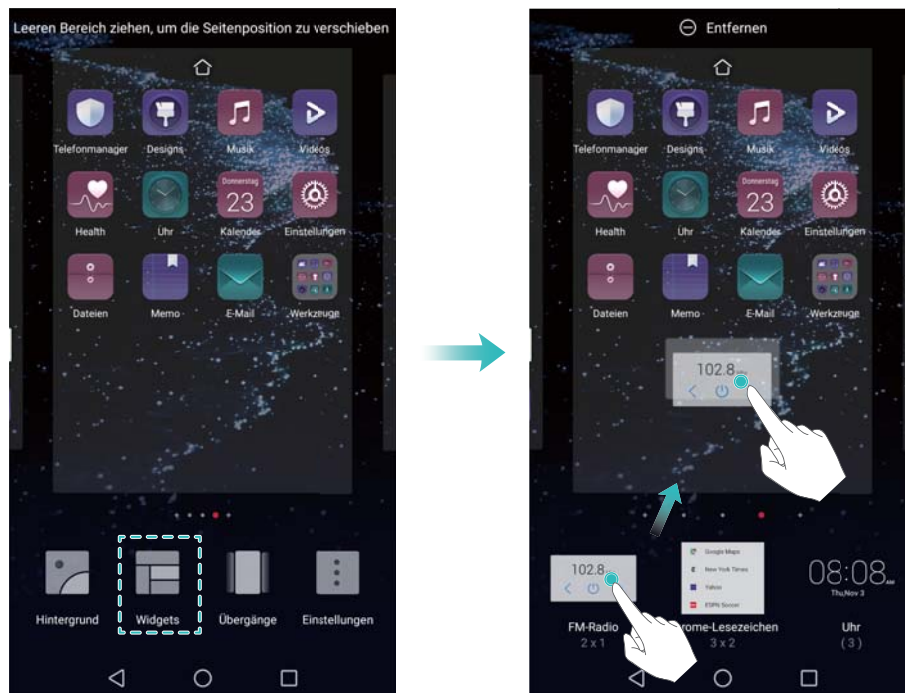 Leeren Bereich ziehen, um die Seitenposition zu verschieben
Telefonmanager Designs Musik Videos
Donnerstag
23
Health Uhr Kalender Einstellungen
Dateien Memo E-Mail Werkzeuge
Hintergrund Widgets Übergänge Einstellungen
Entfernen
Telefonmanager Designs Musik Videos
Donnerstag
23
Health Uhr Kalender Einstellungen
Dateien Memo E-Mail Werkzeuge
102.8
102.8
Google Maps
New York Times
Yahoo
ESPN Soccer
08:08
Thu,Nov 3
FM-Radio rome-Lesezeichen Uhr
2 x 1 3 x 2 (3)